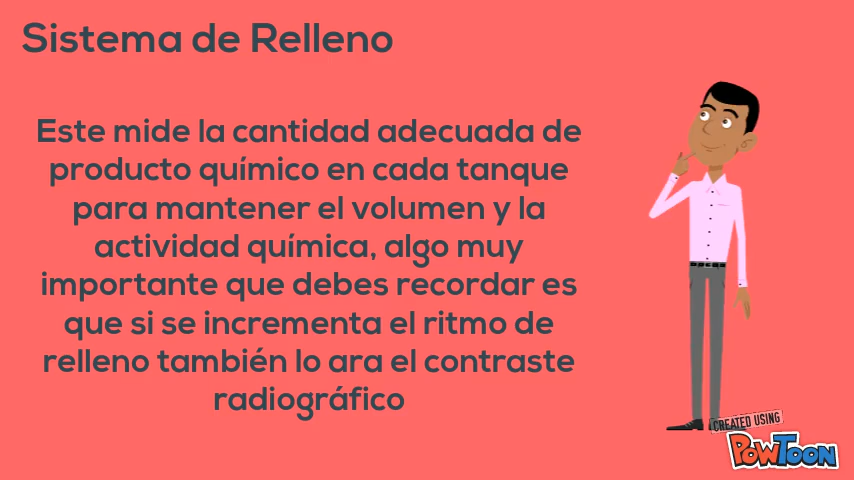 Sistema de Relleno
Este mide la cantidad adecuada de
producto químico en cada tanque
para mantener el volumen y la
actividad química, algo muy
importante que debes recordar es
que si se incrementa el ritmo de
relleno también lo ara el contraste
radiográfico
CREATED USING
POWTOON